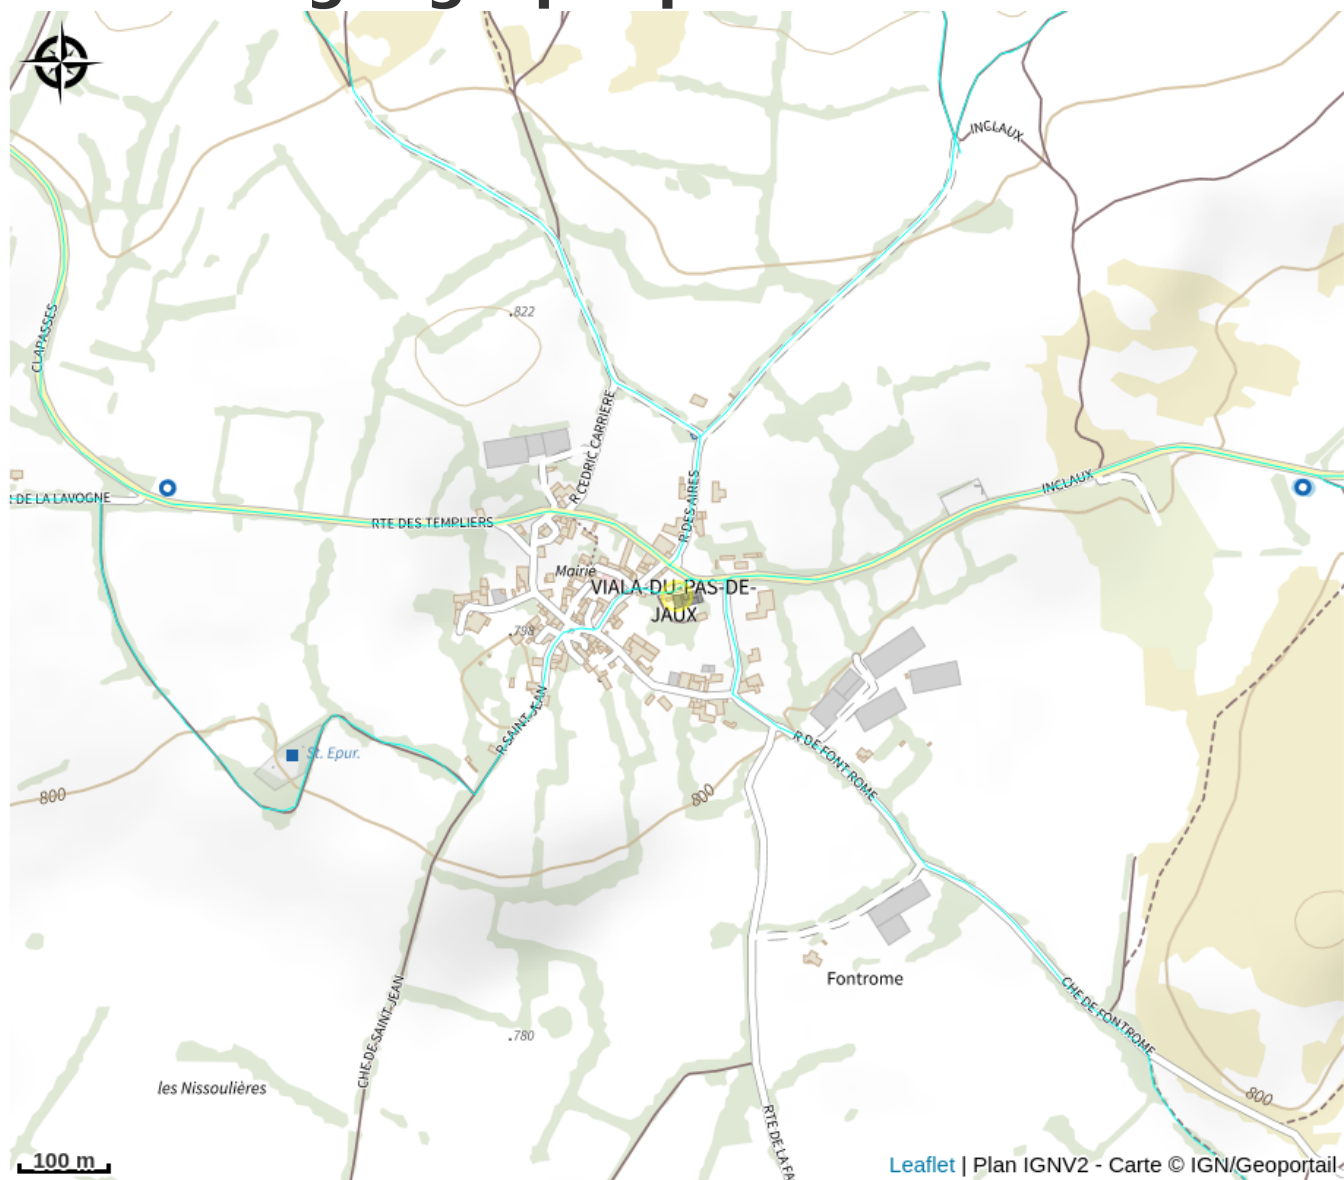 INCLAUX
.822
CLAPASSES
R CEDRIC CARRIERE
R DES AIRES
INCLAUX
DE LA LAVOGNE
RTE DES TEMPLIERS
Mairie
VIALA-DU-PAS-DE-
JAUX
.798
R SAINT-JEAN
R DE FONT ROME
St. Epur.
800
800
Fontrome
CHE DE SAINT-JEAN
CHE DE FONTROME
.780
les Nissoulières
800
RTE DE LA FA
100 m
Leaflet | Plan IGNV2 - Carte © IGN/Geoportail